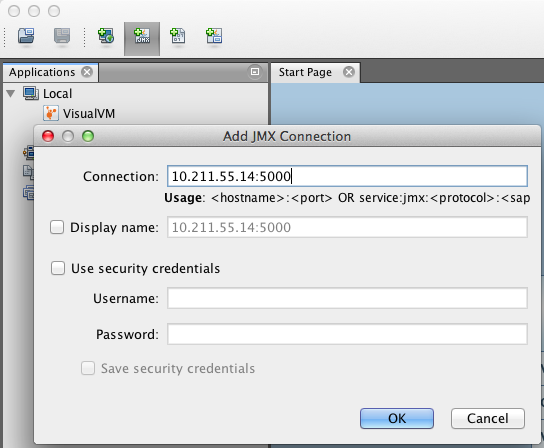 JMX
Applications
Start Page
Local
VisualVM
Add JMX Connection
Connection: 10.211.55.14:5000
Usage: <hostname>:<port> OR service:jmx:<protocol>:<sap
Display name: 10.211.55.14:5000
Use security credentials
Username:
Password:
Save security credentials
OK Cancel